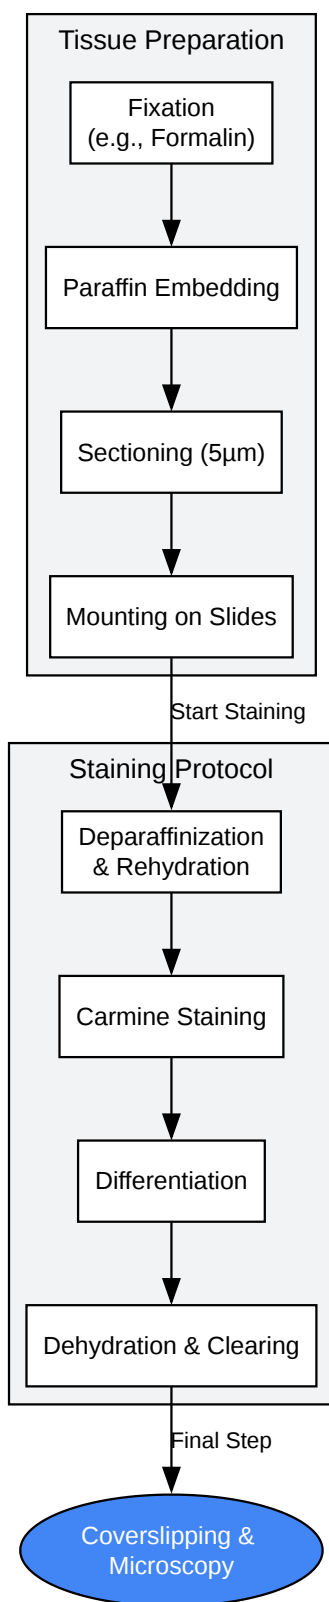 Tissue Preparation
Fixation
(e.g., Formalin)
Paraffin Embedding
Sectioning (5µm)
Mounting on Slides
Start Staining
Staining Protocol
Deparaffinization
& Rehydration
Carmine Staining
Differentiation
Dehydration & Clearing
Final Step
Coverslipping &
Microscopy